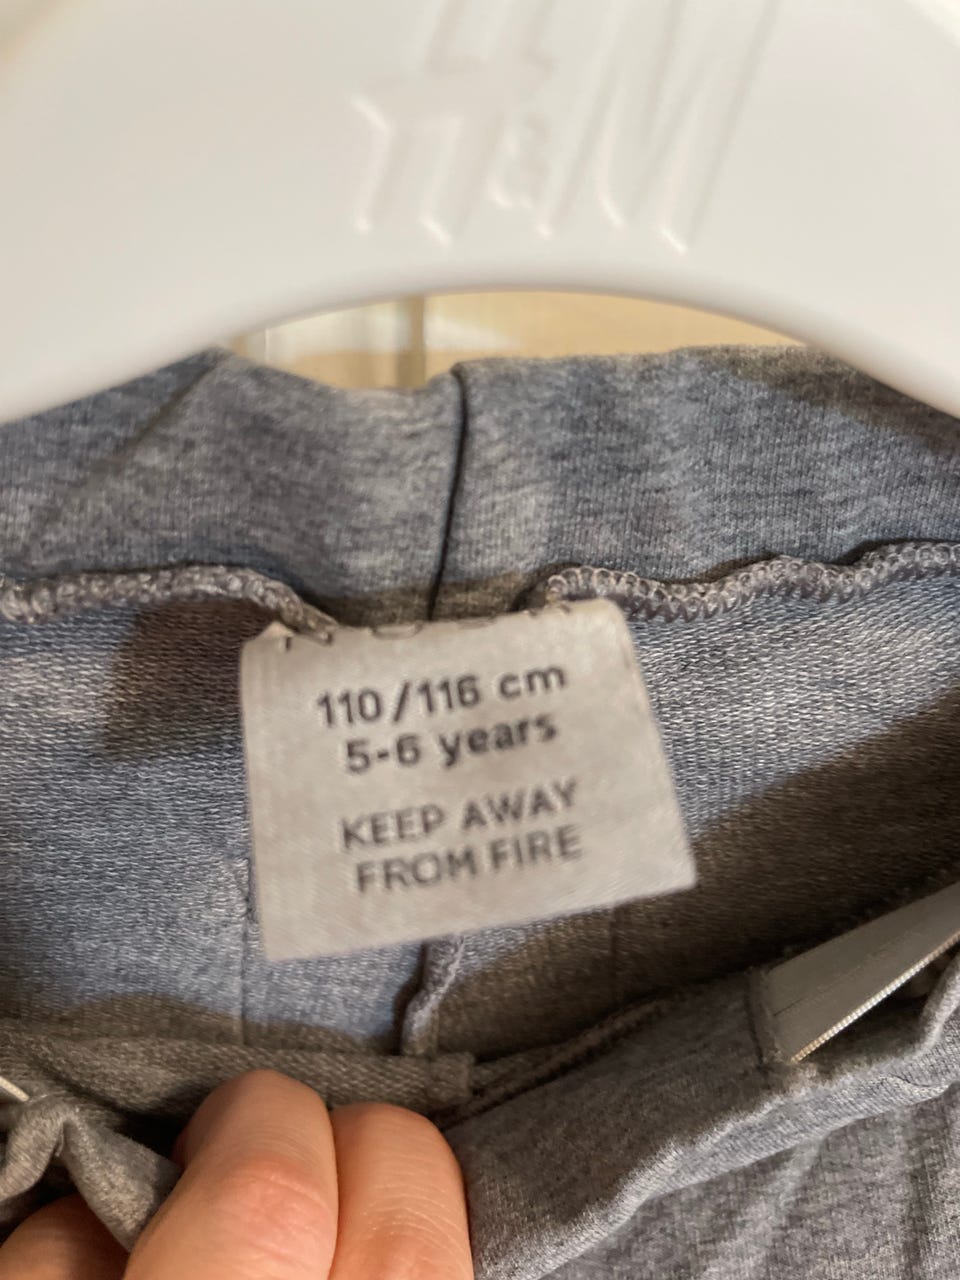 H&M
110/116 cm
5-6 years
KEEP AWAY
FROM FIRE